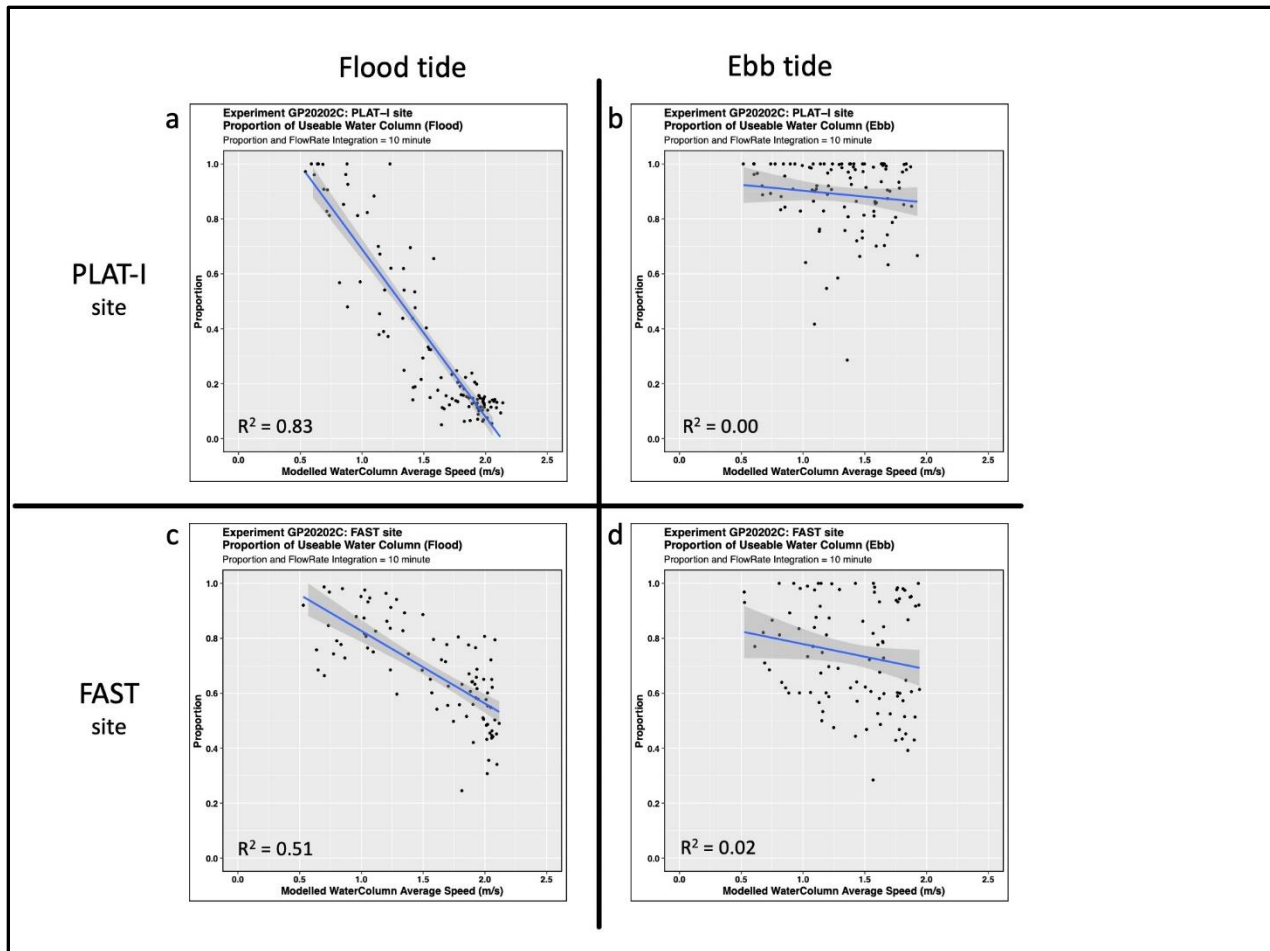 Flood tide
Ebb tide
PLAT-I
site
a
Experiment GP20202C: PLAT–I site
Proportion of Useable Water Column (Flood)
Proportion and FlowRate Integration = 10 minute
1.0
0.8
0.6
0.4
0.2
0.0
Proportion
R² = 0.83
0.0 0.5 1.0 1.5 2.0 2.5
Modelled WaterColumn Average Speed (m/s)
b
Experiment GP20202C: PLAT–I site
Proportion of Useable Water Column (Ebb)
Proportion and FlowRate Integration = 10 minute
1.0
0.8
0.6
0.4
0.2
0.0
Proportion
R² = 0.00
0.0 0.5 1.0 1.5 2.0 2.5
Modelled WaterColumn Average Speed (m/s)
FAST
site
c
Experiment GP20202C: FAST site
Proportion of Useable Water Column (Flood)
Proportion and FlowRate Integration = 10 minute
1.0
0.8
0.6
0.4
0.2
0.0
Proportion
R² = 0.51
0.0 0.5 1.0 1.5 2.0 2.5
Modelled WaterColumn Average Speed (m/s)
d
Experiment GP20202C: FAST site
Proportion of Useable Water Column (Ebb)
Proportion and FlowRate Integration = 10 minute
1.0
0.8
0.6
0.4
0.2
0.0
Proportion
R² = 0.02
0.0 0.5 1.0 1.5 2.0 2.5
Modelled WaterColumn Average Speed (m/s)